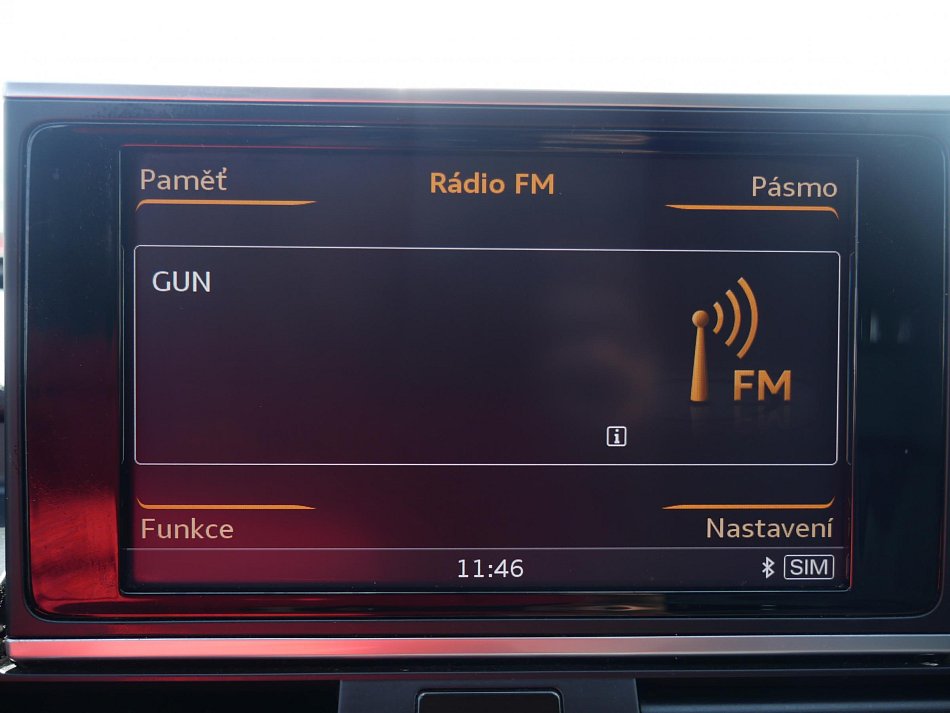 Paměť
Rádio FM
Pásmo
GUN
FM
i
Funkce
Nastavení
11:46
SIM